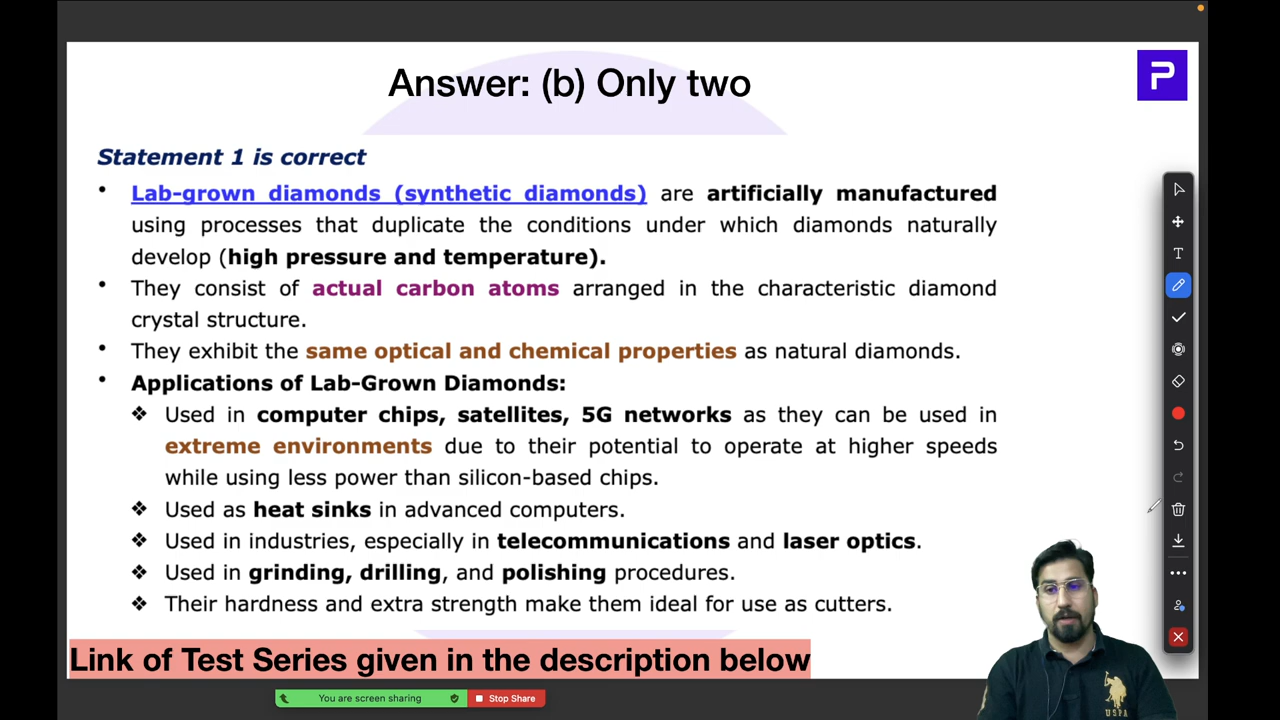 Answer: (b) Only two
P
Statement 1 is correct
• Lab-grown diamonds (synthetic diamonds) are artificially manufactured
using processes that duplicate the conditions under which diamonds naturally
develop (high pressure and temperature).
• They consist of actual carbon atoms arranged in the characteristic diamond
crystal structure.
• They exhibit the same optical and chemical properties as natural diamonds.
• Applications of Lab-Grown Diamonds:
❖ Used in computer chips, satellites, 5G networks as they can be used in
extreme environments due to their potential to operate at higher speeds
while using less power than silicon-based chips.
❖ Used as heat sinks in advanced computers.
❖ Used in industries, especially in telecommunications and laser optics.
❖ Used in grinding, drilling, and polishing procedures.
❖ Their hardness and extra strength make them ideal for use as cutters.
Link of Test Series given in the description below
You are screen sharing
Stop Share
T
USPA